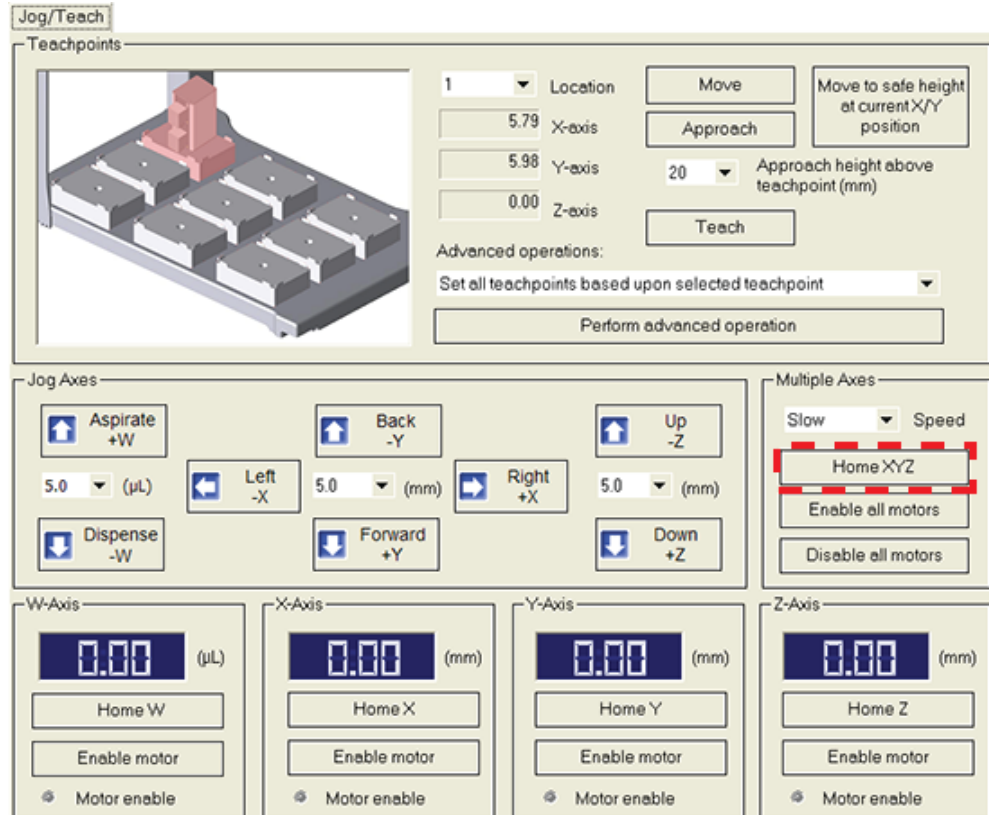 Jog/Teach
Teachpoints
1 Location
5.79 X-axis
5.98 Y-axis
0.00 Z-axis
Move
Approach
Move to safe height
at current X/Y
position
20 Approach height above
teachpoint (mm)
Teach
Advanced operations:
Set all teachpoints based upon selected teachpoint
Perform advanced operation
Jog Axes
Aspirate
+W
5.0 (µL)
Dispense
-W
Left
-X
Back
-Y
5.0 (mm)
Forward
+Y
Right
+X
Up
-Z
5.0 (mm)
Down
+Z
Multiple Axes
Slow Speed
Home XYZ
Enable all motors
Disable all motors
W-Axis
0.00 (µL)
Home W
Enable motor
Motor enable
X-Axis
0.00 (mm)
Home X
Enable motor
Motor enable
Y-Axis
0.00 (mm)
Home Y
Enable motor
Motor enable
Z-Axis
0.00 (mm)
Home Z
Enable motor
Motor enable